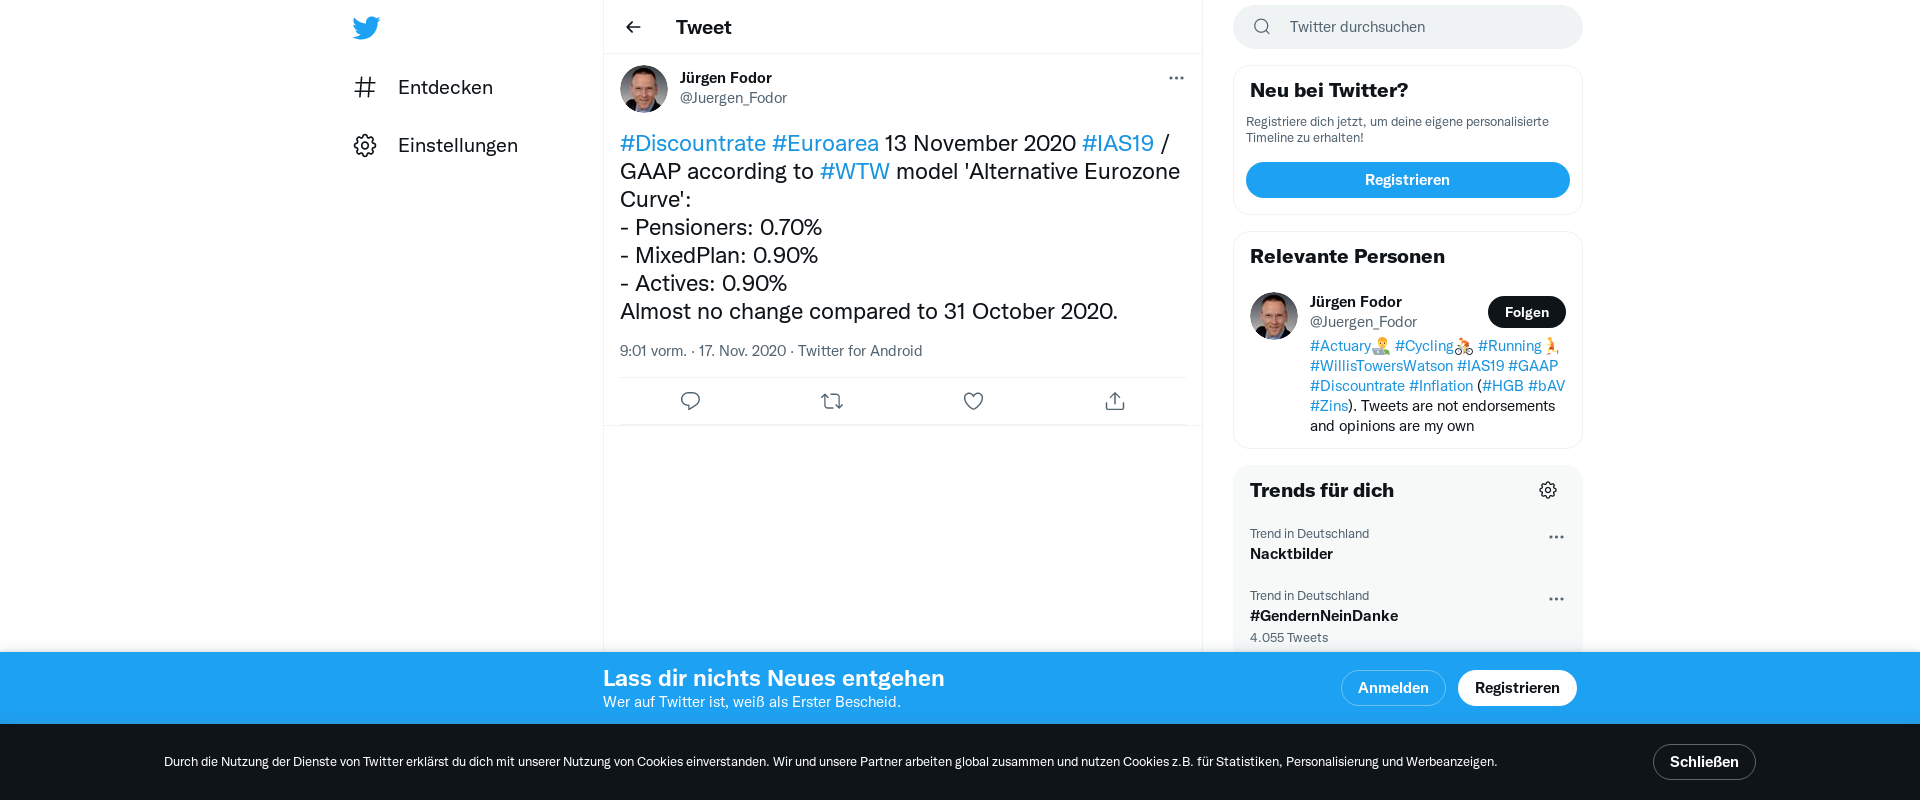 Entdecken
Einstellungen
Tweet
Jürgen Fodor
@Juergen_Fodor
#Discountrate #Euroarea 13 November 2020 #IAS19 /
GAAP according to #WTW model 'Alternative Eurozone
Curve':
- Pensioners: 0.70%
- MixedPlan: 0.90%
- Actives: 0.90%
Almost no change compared to 31 October 2020.
9:01 vorm. · 17. Nov. 2020 · Twitter for Android
Twitter durchsuchen
Neu bei Twitter?
Registriere dich jetzt, um deine eigene personalisierte
Timeline zu erhalten!
Registrieren
Relevante Personen
Jürgen Fodor
@Juergen_Fodor
Folgen
#Actuary #Cycling #Running
#WillisTowersWatson #IAS19 #GAAP
#Discountrate #Inflation (#HGB #bAV
#Zins). Tweets are not endorsements
and opinions are my own
Trends für dich
Trend in Deutschland
Nacktbilder
Trend in Deutschland
#GendernNeinDanke
4.055 Tweets
Lass dir nichts Neues entgehen
Wer auf Twitter ist, weiß als Erster Bescheid.
Anmelden
Registrieren
Durch die Nutzung der Dienste von Twitter erklärst du dich mit unserer Nutzung von Cookies einverstanden. Wir und unsere Partner arbeiten global zusammen und nutzen Cookies z.B. für Statistiken, Personalisierung und Werbeanzeigen.
Schließen